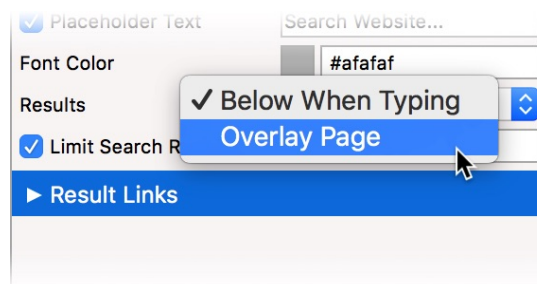 Placeholder Text Search Website...
Font Color #afafaf
Results ✓ Below When Typing
Limit Search R Overlay Page
▶ Result Links